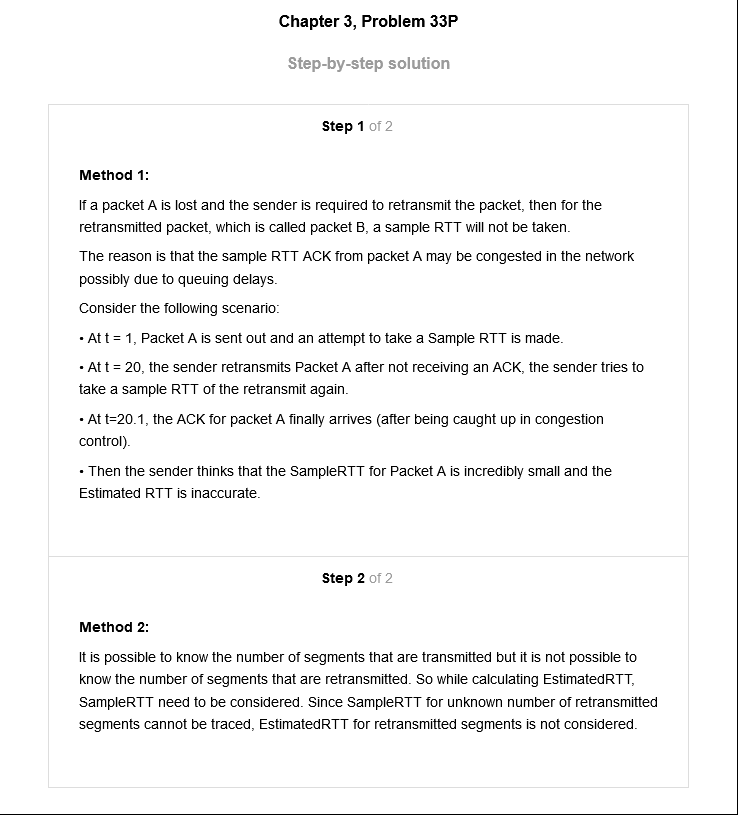 Chapter 3, Problem 33P
Step-by-step solution
Step 1 of 2
Method 1:
If a packet A is lost and the sender is required to retransmit the packet, then for the
retransmitted packet, which is called packet B, a sample RTT will not be taken.
The reason is that the sample RTT ACK from packet A may be congested in the network
possibly due to queuing delays.
Consider the following scenario:
• At t = 1, Packet A is sent out and an attempt to take a Sample RTT is made.
• At t = 20, the sender retransmits Packet A after not receiving an ACK, the sender tries to
take a sample RTT of the retransmit again.
• At t=20.1, the ACK for packet A finally arrives (after being caught up in congestion
control).
• Then the sender thinks that the SampleRTT for Packet A is incredibly small and the
Estimated RTT is inaccurate.
Step 2 of 2
Method 2:
It is possible to know the number of segments that are transmitted but it is not possible to
know the number of segments that are retransmitted. So while calculating EstimatedRTT,
SampleRTT need to be considered. Since SampleRTT for unknown number of retransmitted
segments cannot be traced, EstimatedRTT for retransmitted segments is not considered.